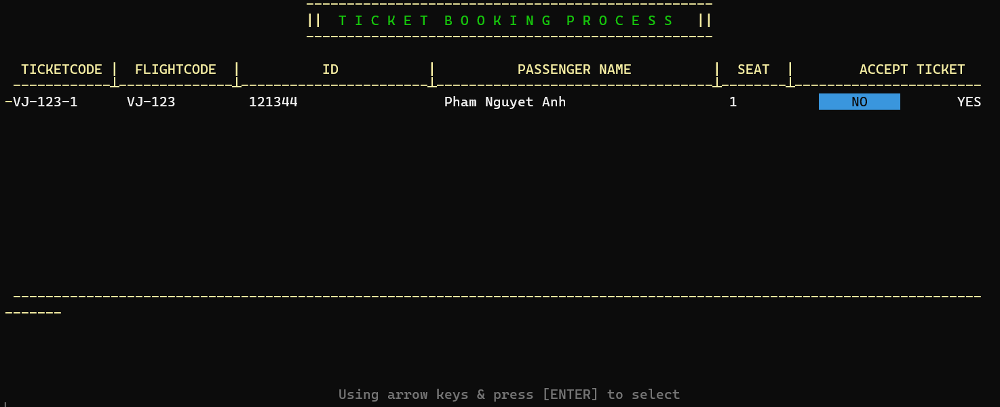 || T I C K E T  B O O K I N G  P R O C E S S ||
TICKETCODE | FLIGHTCODE | ID | PASSENGER NAME | SEAT | ACCEPT TICKET
-VJ-123-1 VJ-123 121344 Pham Nguyet Anh 1 NO YES
Using arrow keys & press [ENTER] to select